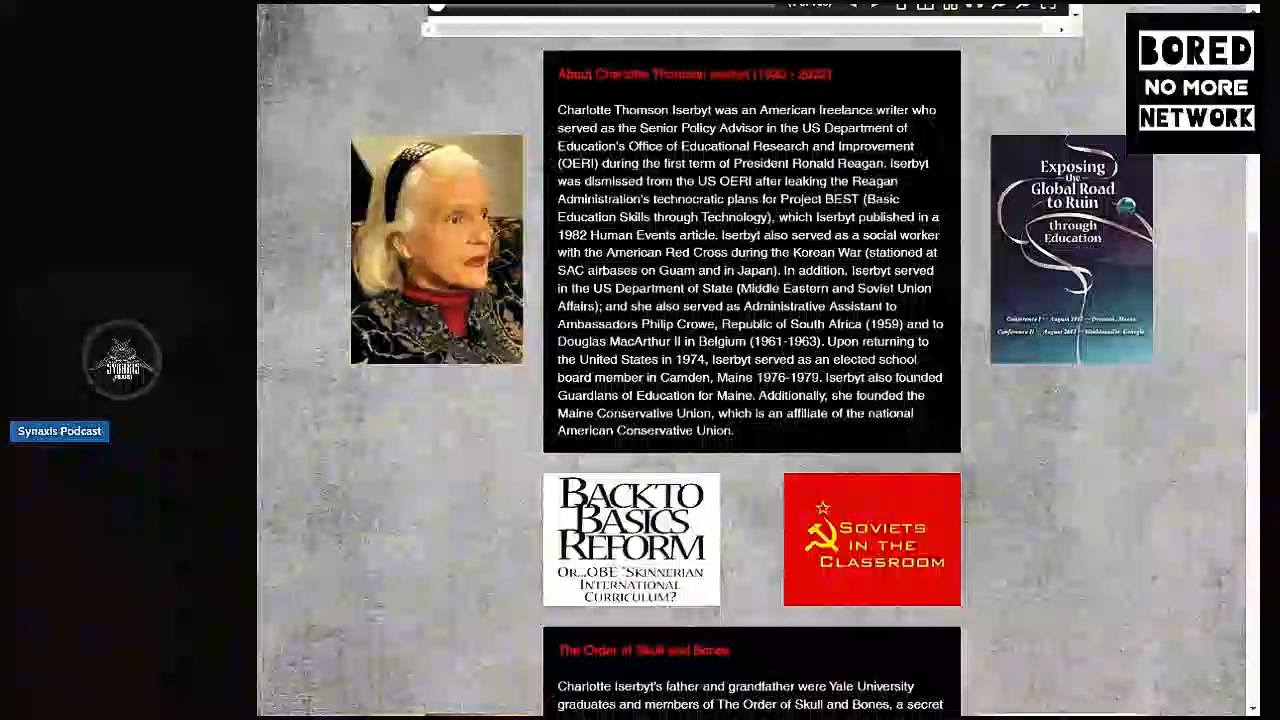 BORED
NO MORE
NETWORK
About Charlotte Thomson Iserbyt (1930 - 2022)
Charlotte Thomson Iserbyt was an American freelance writer who
served as the Senior Policy Advisor in the US Department of
Education's Office of Educational Research and Improvement
(OERI) during the first term of President Ronald Reagan. Iserbyt
was dismissed from the US OERI after leaking the Reagan
Administration's technocratic plans for Project BEST (Basic
Education Skills through Technology), which Iserbyt published in a
1982 Human Events article. Iserbyt also served as a social worker
with the American Red Cross during the Korean War (stationed at
SAC airbases on Guam and in Japan). In addition, Iserbyt served
in the US Department of State (Middle Eastern and Soviet Union
Affairs); and she also served as Administrative Assistant to
Ambassadors Philip Crowe, Republic of South Africa (1959) and to
Douglas MacArthur II in Belgium (1961-1963). Upon returning to
the United States in 1974, Iserbyt served as an elected school
board member in Camden, Maine 1976-1979. Iserbyt also founded
Guardians of Education for Maine. Additionally, she founded the
Maine Conservative Union, which is an affiliate of the national
American Conservative Union.
Exposing
the
Global Road
to Ruin
through
Education
Conference I — August 1997 —
Conference II — August 1997 — Georgia
SYNAXIS
Synaxis Podcast
BACK TO
BASICS
REFORM
OR...OBE *SKINNERIAN
INTERNATIONAL
CURRICULUM?
SOVIETS
IN THE
CLASSROOM
The Order of Skull and Bones
Charlotte Iserbyt's father and grandfather were Yale University
graduates and members of The Order of Skull and Bones, a secret